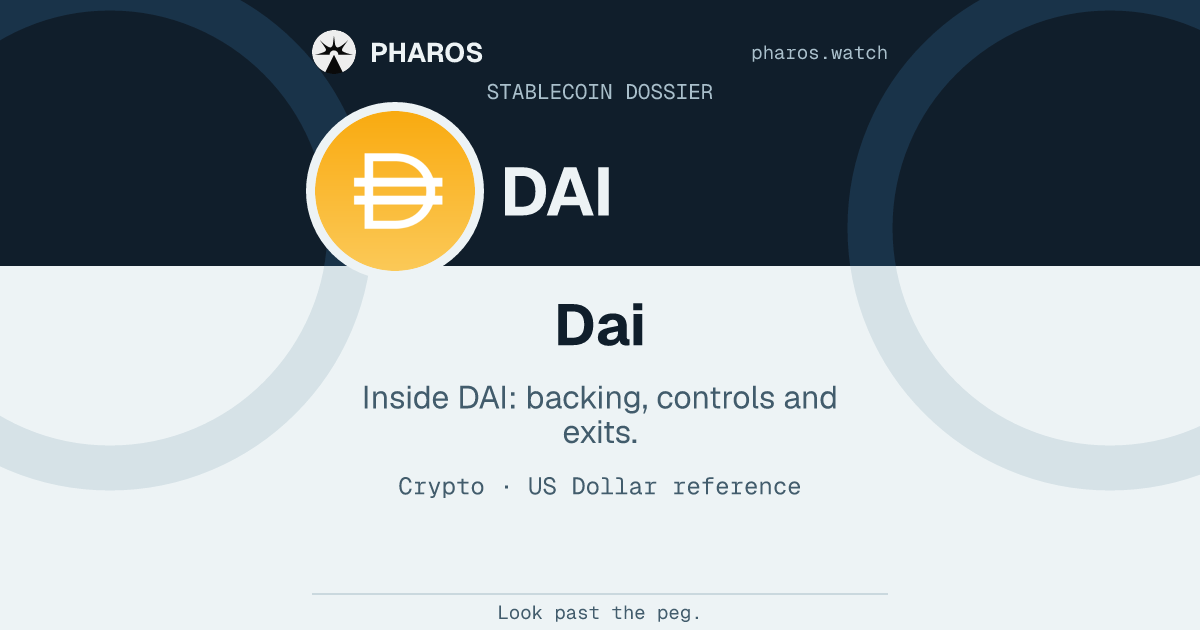 PHAROS
pharos.watch
STABLECOIN DOSSIER
DAI
Dai
Inside DAI: backing, controls and
exits.
Crypto · US Dollar reference
Look past the peg.